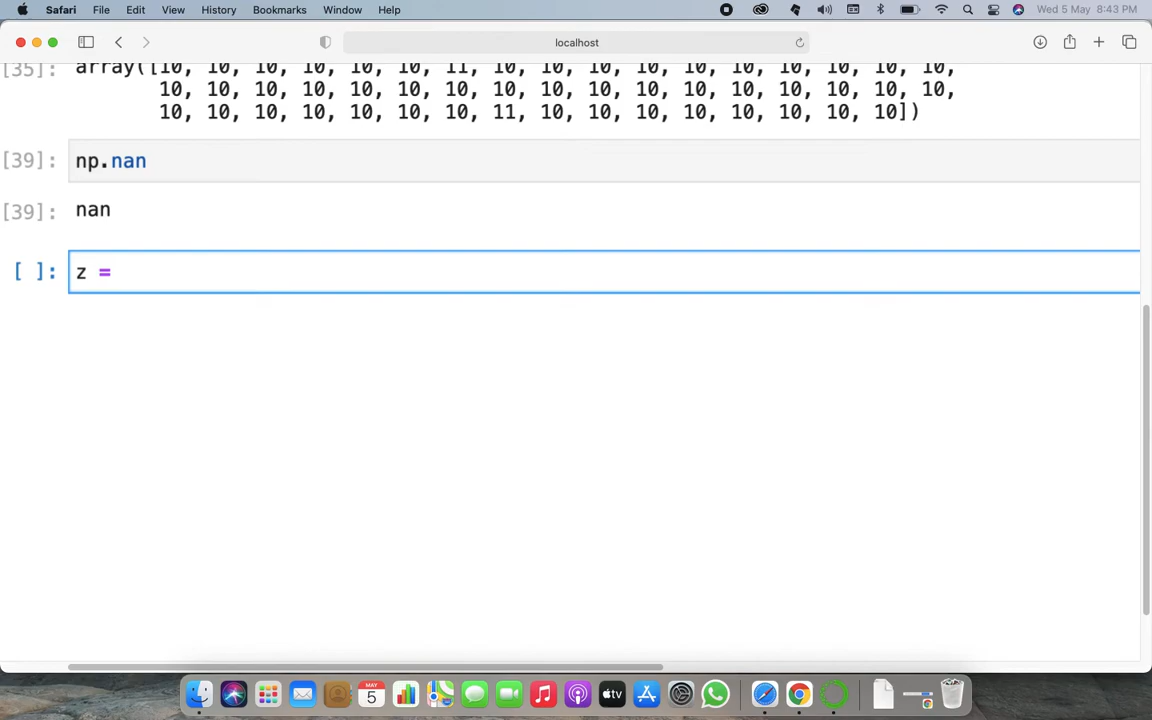 Safari File Edit View History Bookmarks Window Help Wed 5 May 8:43 PM
localhost
[35]: array([10, 10, 10, 10, 10, 10, 11, 10, 10, 10, 10, 10, 10, 10, 10, 10, 10,
10, 10, 10, 10, 10, 10, 10, 10, 10, 10, 10, 10, 10, 10, 10, 10, 10,
10, 10, 10, 10, 10, 10, 10, 11, 10, 10, 10, 10, 10, 10, 10, 10])
[39]: np.nan
[39]: nan
[ ]: z =
MAY
5
tv